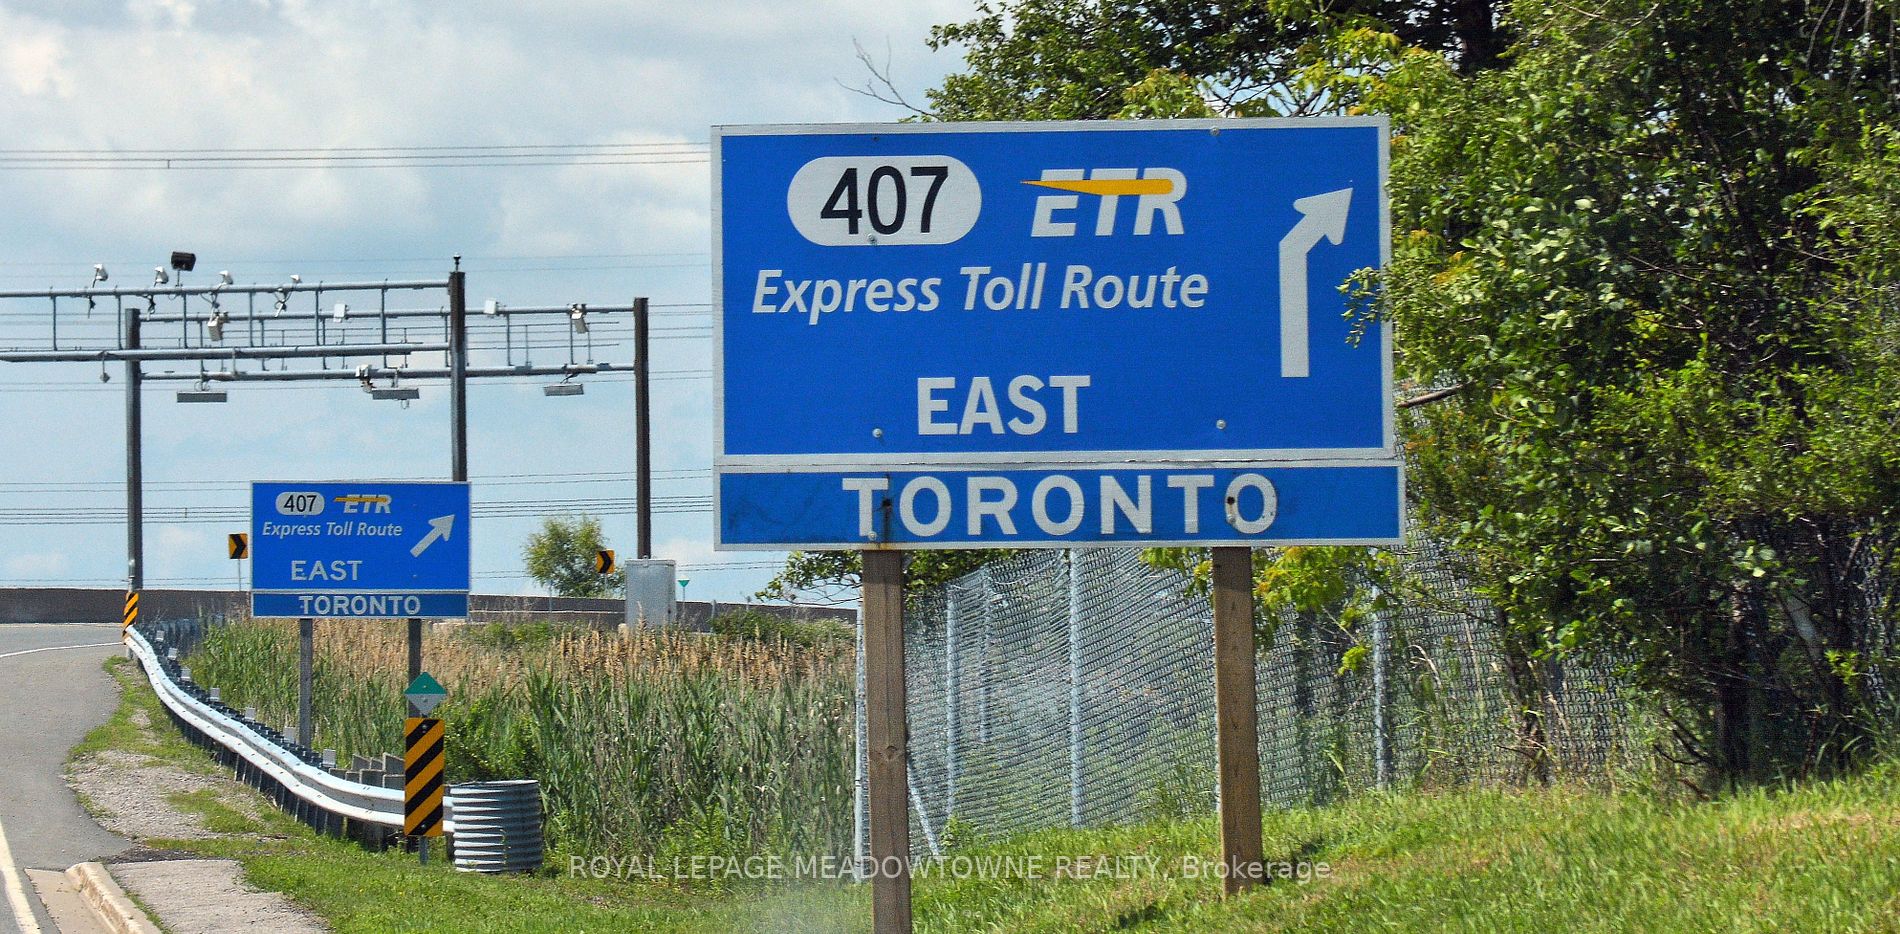 407 ETR
Express Toll Route
EAST
TORONTO
407 ETR
Express Toll Route
EAST
TORONTO
ROYAL LEPAGE MEADOWTOWNE REALTY, Brokerage